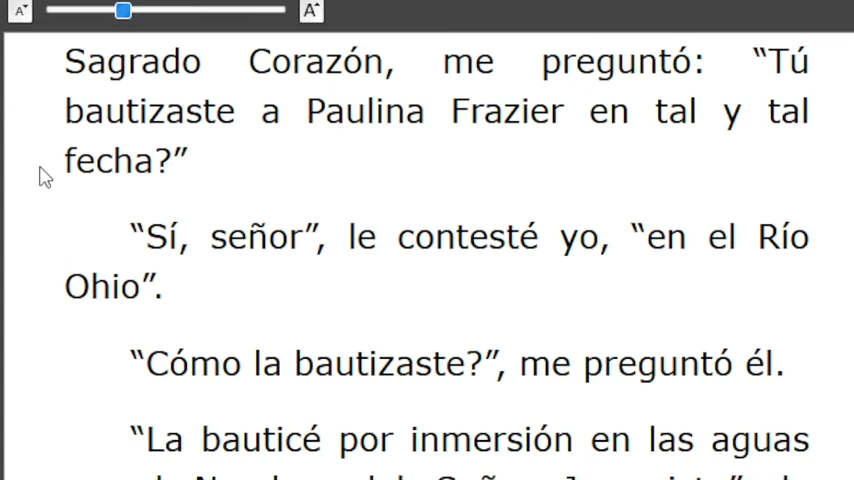 A A
Sagrado Corazón, me preguntó: “Tú
bautizaste a Paulina Frazier en tal y tal
fecha?”
“Sí, señor”, le contesté yo, “en el Río
Ohio”.
“Cómo la bautizaste?”, me preguntó él.
“La bauticé por inmersión en las aguas